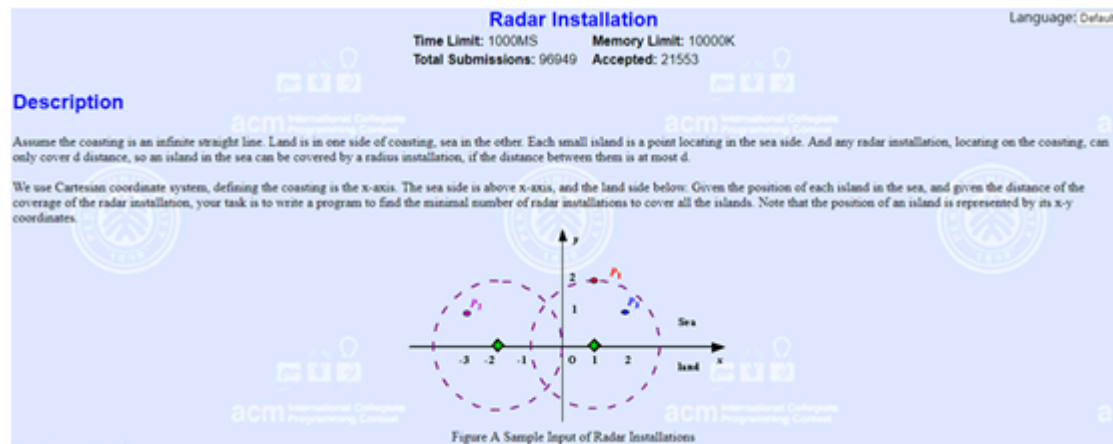 Radar Installation
Language: Default
Time Limit: 1000MS Memory Limit: 10000K
Total Submissions: 96949 Accepted: 21553
Description
Assume the coasting is an infinite straight line. Land is in one side of coasting, sea in the other. Each small island is a point locating in the sea side. And any radar installation, locating on the coasting, can
only cover d distance, so an island in the sea can be covered by a radius installation, if the distance between them is at most d.
We use Cartesian coordinate system, defining the coasting is the x-axis. The sea side is above x-axis, and the land side below. Given the position of each island in the sea, and given the distance of the
coverage of the radar installation, your task is to write a program to find the minimal number of radar installations to cover all the islands. Note that the position of an island is represented by its x-y
coordinates.
y
2
1
Sea
-3 -2 -1 0 1 2 x
land
Figure A Sample Input of Radar Installations
acm International Collegiate
Programming Contest